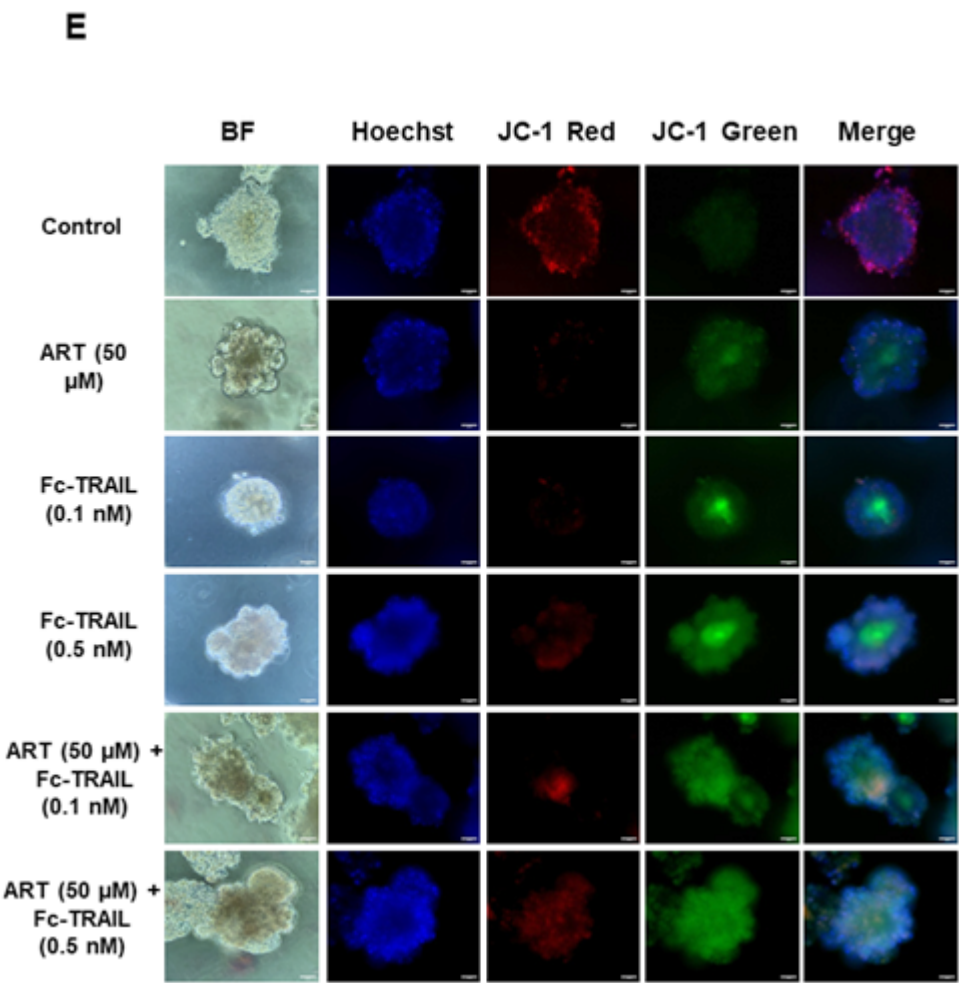 E
BF Hoechst JC-1 Red JC-1 Green Merge
Control
ART (50
µM)
Fc-TRAIL
(0.1 nM)
Fc-TRAIL
(0.5 nM)
ART (50 µM) +
Fc-TRAIL
(0.1 nM)
ART (50 µM) +
Fc-TRAIL
(0.5 nM)